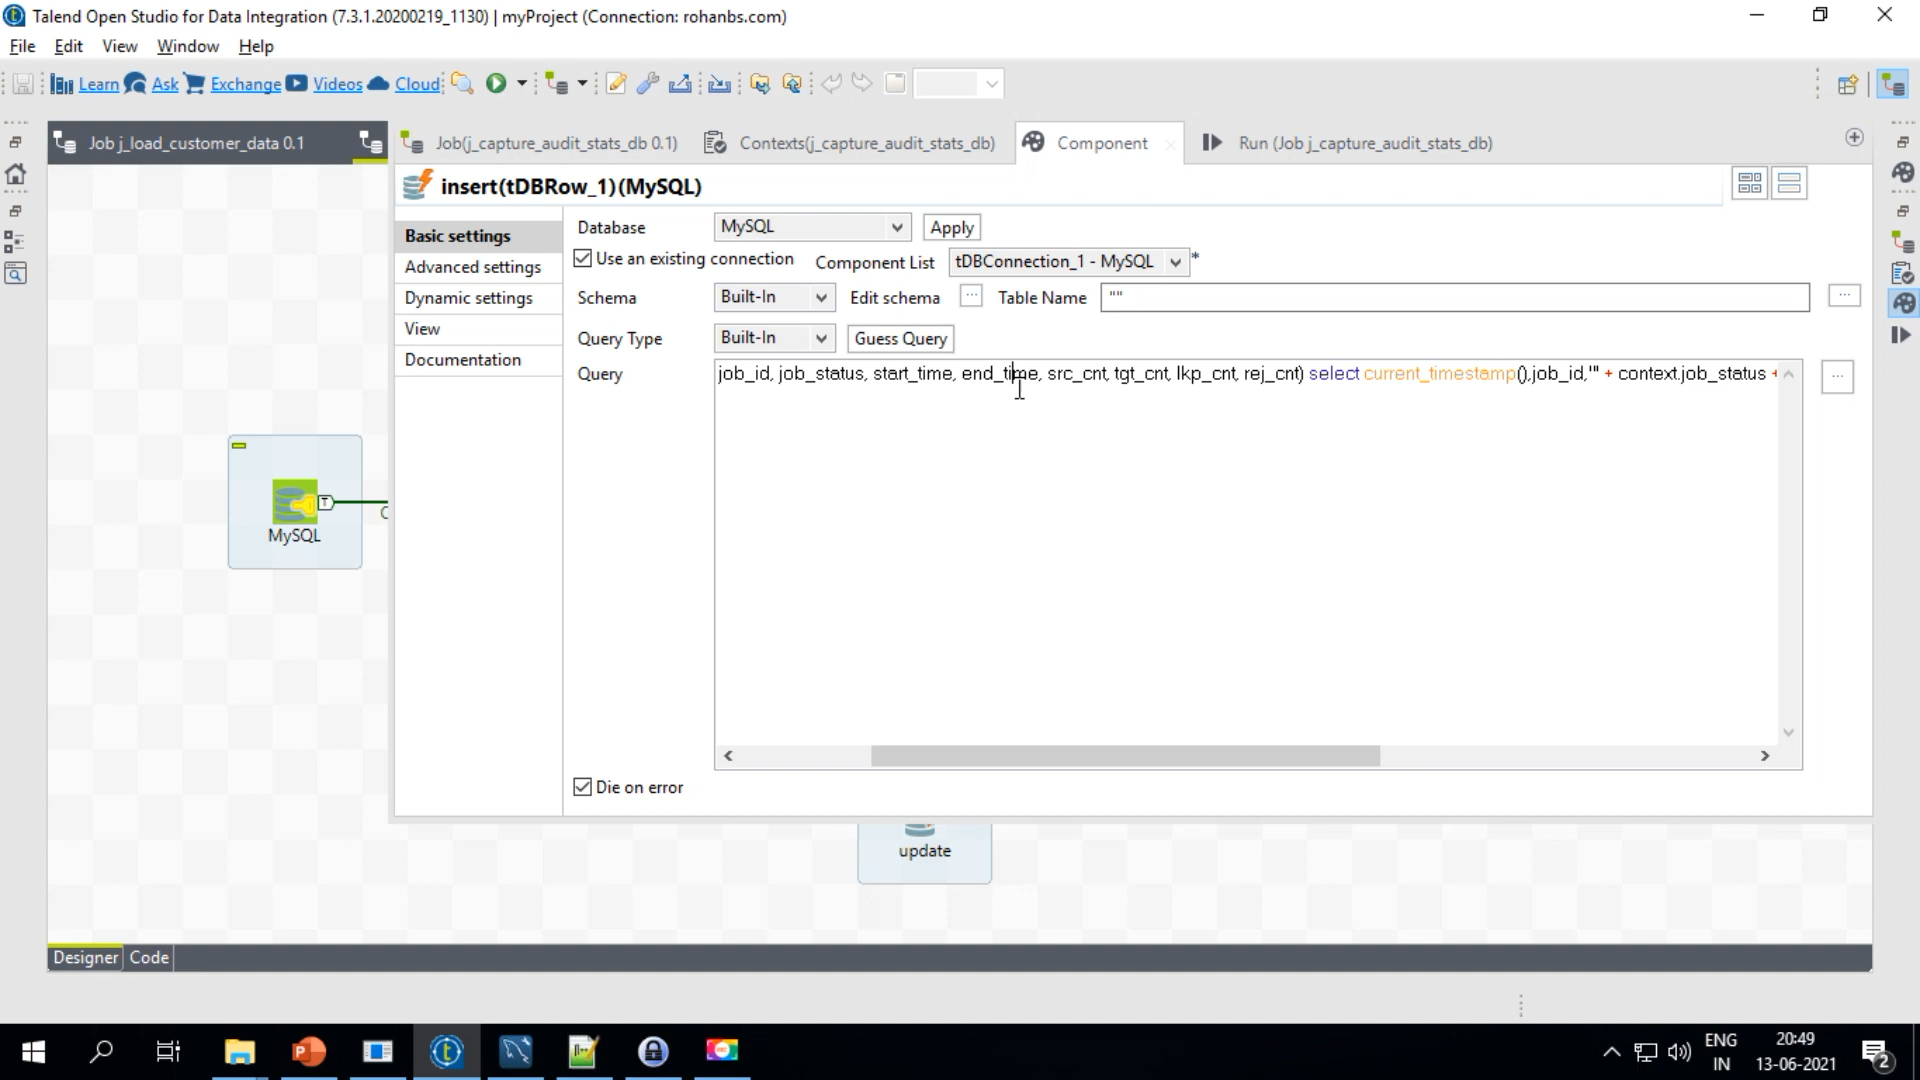 Talend Open Studio for Data Integration (7.3.1.20200219_1130) | myProject (Connection: rohanbs.com)
File Edit View Window Help
Learn Ask Exchange Videos Cloud
Job j_load_customer_data 0.1
Job(j_capture_audit_stats_db 0.1) Contexts(j_capture_audit_stats_db) Component Run (Job j_capture_audit_stats_db)
insert(tDBRow_1)(MySQL)
Basic settings
Advanced settings
Dynamic settings
View
Documentation
Database MySQL Apply
Use an existing connection Component List tDBConnection_1 - MySQL *
Schema Built-In Edit schema ... Table Name "" ...
Query Type Built-In Guess Query
Query job_id, job_status, start_time, end_time, src_cnt, tgt_cnt, lkp_cnt, rej_cnt) select current_timestamp(),job_id,'" + context.job_status + ...
Die on error
T
MySQL
update
Designer Code
ENG
IN
20:49
13-06-2021
2